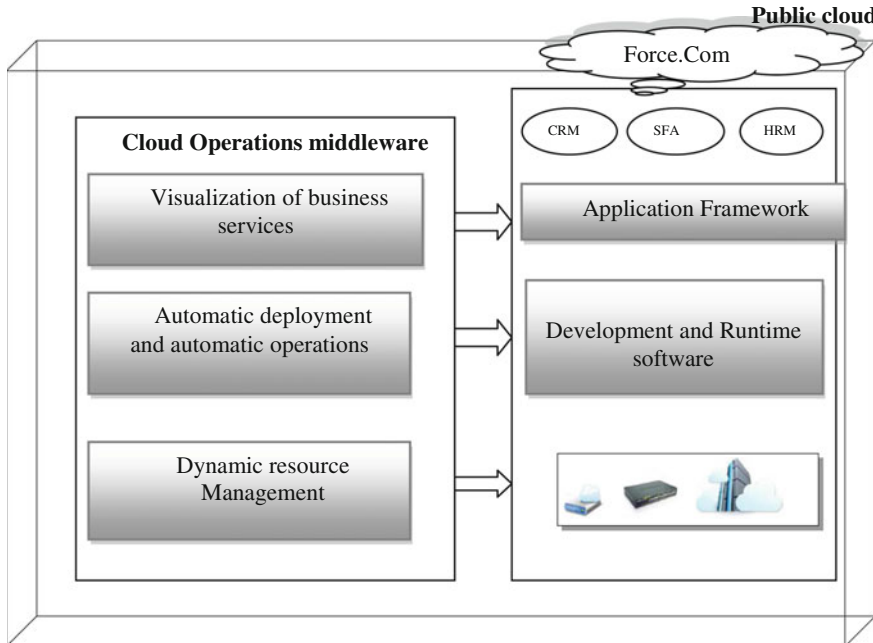 Public cloud
Force.Com
CRM
SFA
HRM
Cloud Operations middleware
Visualization of business
services
Application Framework
Automatic deployment
and automatic operations
Development and Runtime
software
Dynamic resource
Management